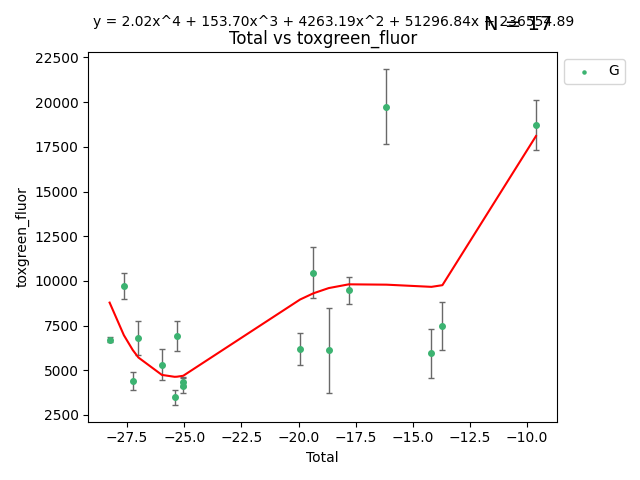 y = 2.02x^4 + 153.70x^3 + 4263.19x^2 + 51296.84x + 236554.89
N = 17
Total vs toxgreen_fluor
22500
20000
17500
15000
12500
10000
7500
5000
2500
toxgreen_fluor
G
−27.5 −25.0 −22.5 −20.0 −17.5 −15.0 −12.5 −10.0
Total